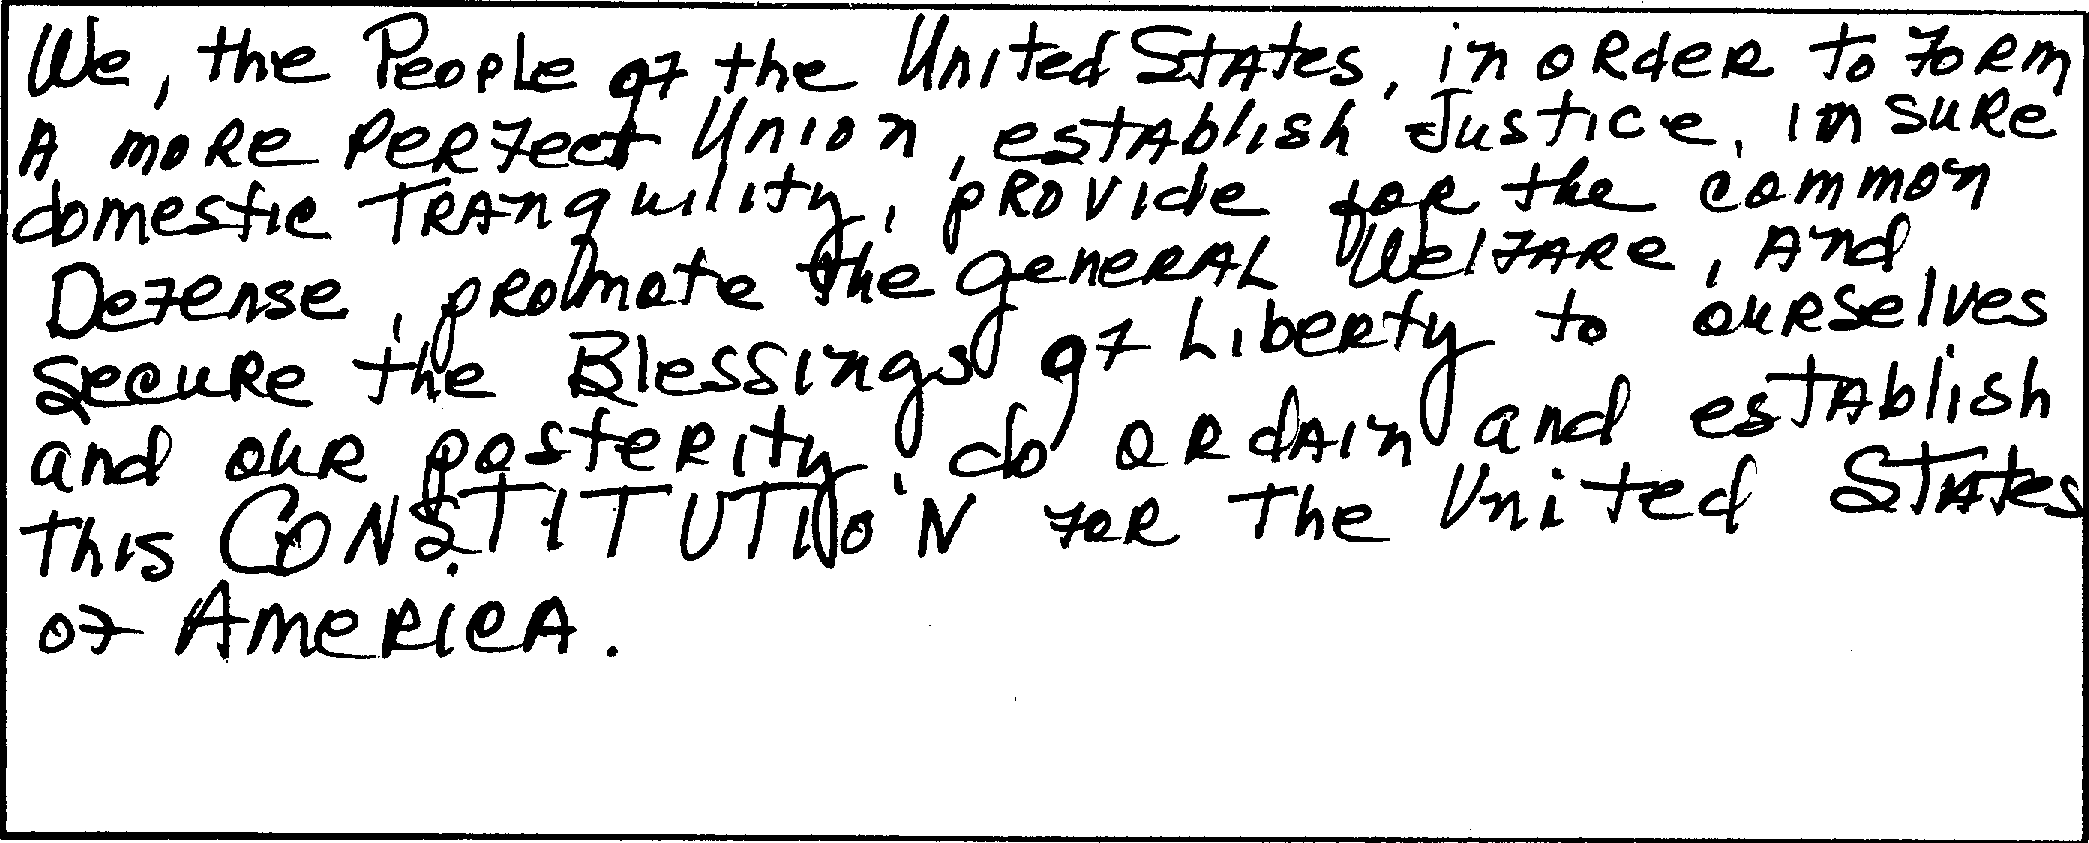 We, the People of the United States, in order to form
A more perfect Union, establish Justice, insure
domestic Tranquility, provide for the common
Defense, promote the general Welfare, and
Secure the Blessings of Liberty to ourselves
and our posterity, do ordain and establish
this CONSTITUTION for the United States
of America.